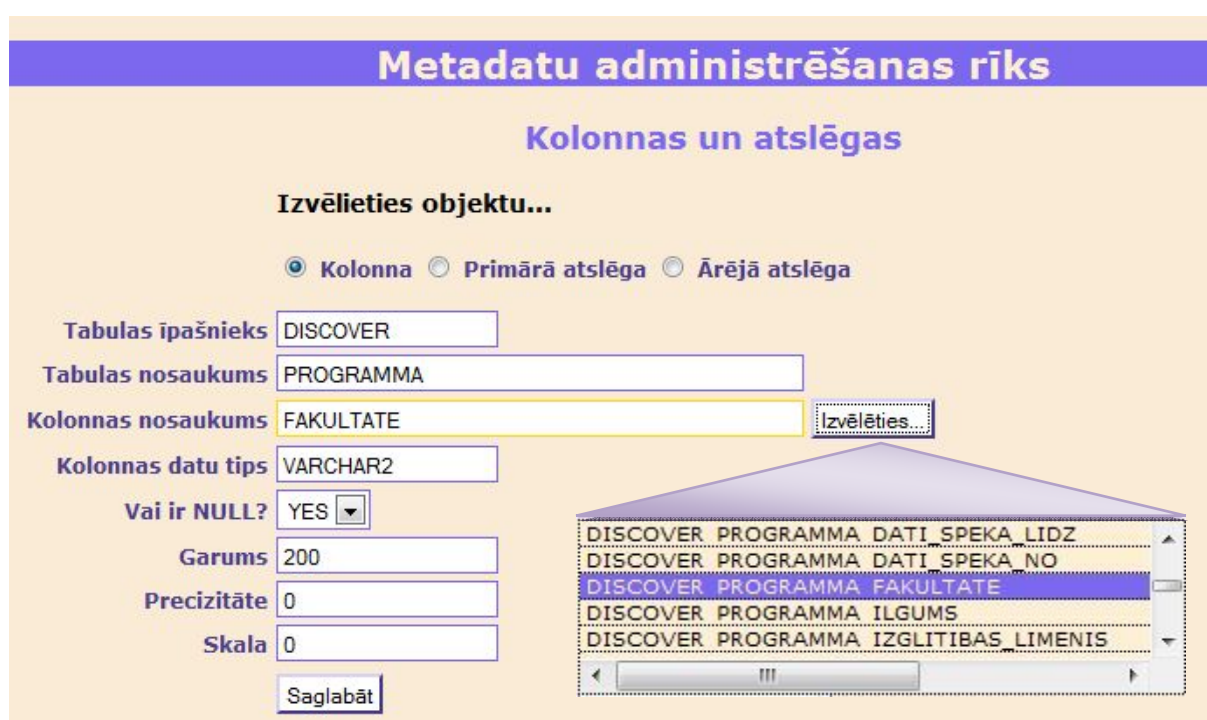 Metadatu administrēšanas rīks
Kolonnas un atslēgas
Izvēlieties objektu...
Kolonna Primārā atslēga Ārējā atslēga
Tabulas īpašnieks DISCOVER
Tabulas nosaukums PROGRAMMA
Kolonnas nosaukums FAKULTATE Izvēlēties...
Kolonnas datu tips VARCHAR2
Vai ir NULL? YES
Garums 200
Precizitāte 0
Skala 0
Saglabāt
DISCOVER PROGRAMMA DATI_SPEKA_LIDZ
DISCOVER PROGRAMMA DATI_SPEKA_NO
DISCOVER PROGRAMMA FAKULTATE
DISCOVER PROGRAMMA ILGUMS
DISCOVER PROGRAMMA IZGLITIBAS_LIMENIS